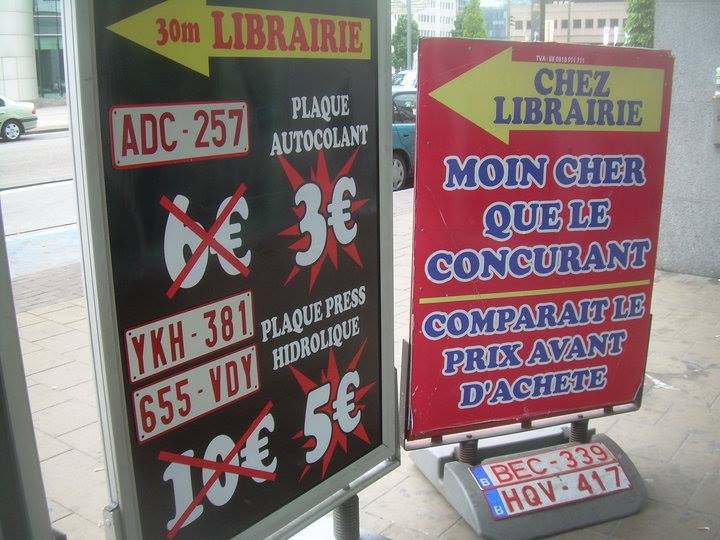 30m LIBRAIRIE
ADC-257
PLAQUE
AUTOCOLANT
6€
3€
YKH-381
655-VDY
PLAQUE PRESS
HIDROLIQUE
10€
5€
CHEZ
LIBRAIRIE
MOIN CHER
QUE LE
CONCURANT
COMPARAIT LE
PRIX AVANT
D'ACHETE
B BEC-339
B HQV-417